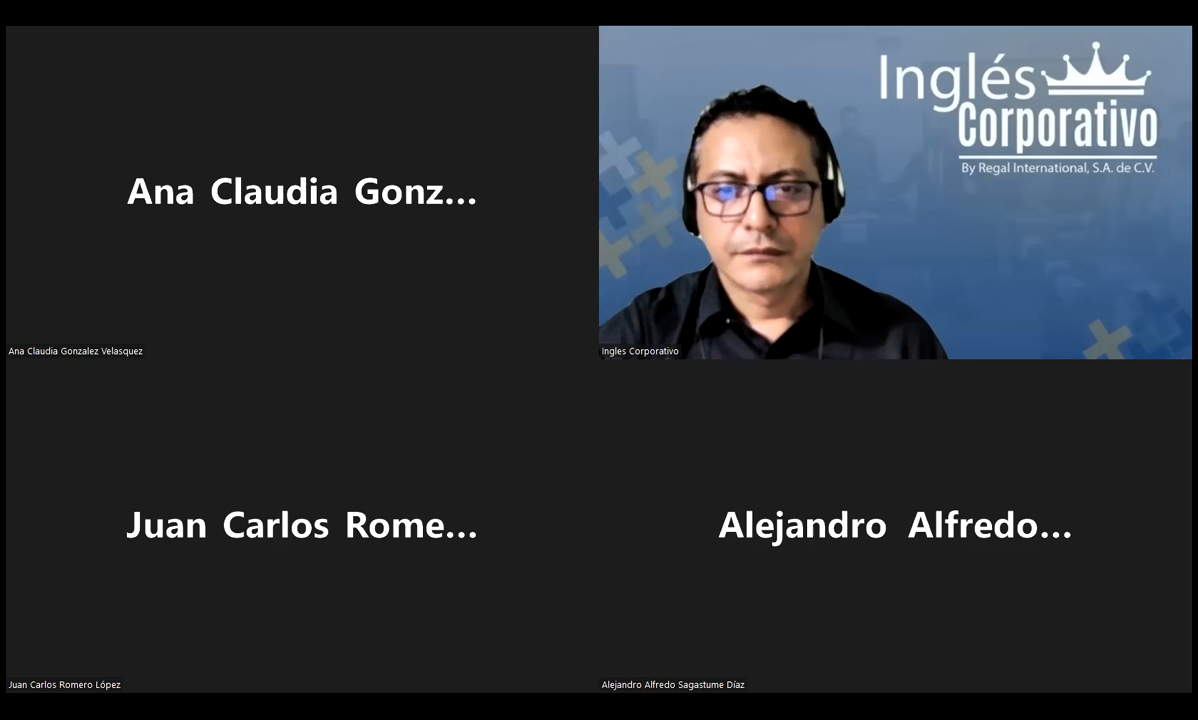 Ana Claudia Gonz...
Ana Claudia Gonzalez Velasquez
Inglés
Corporativo
By Regal International, S.A. de C.V.
Ingles Corporativo
Juan Carlos Rome...
Juan Carlos Romero López
Alejandro Alfredo...
Alejandro Alfredo Sagastume Díaz